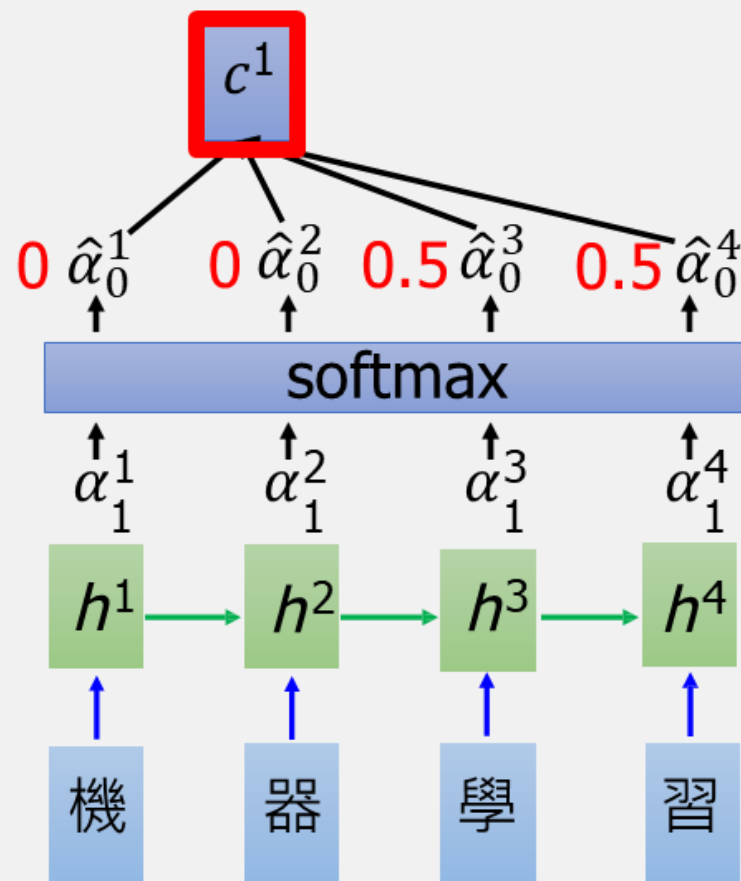 c¹
0 α̂₀¹ 0 α̂₀² 0.5 α̂₀³ 0.5 α̂₀⁴
softmax
α₁¹ α₁² α₁³ α₁⁴
h¹ h² h³ h⁴
機 器 學 習